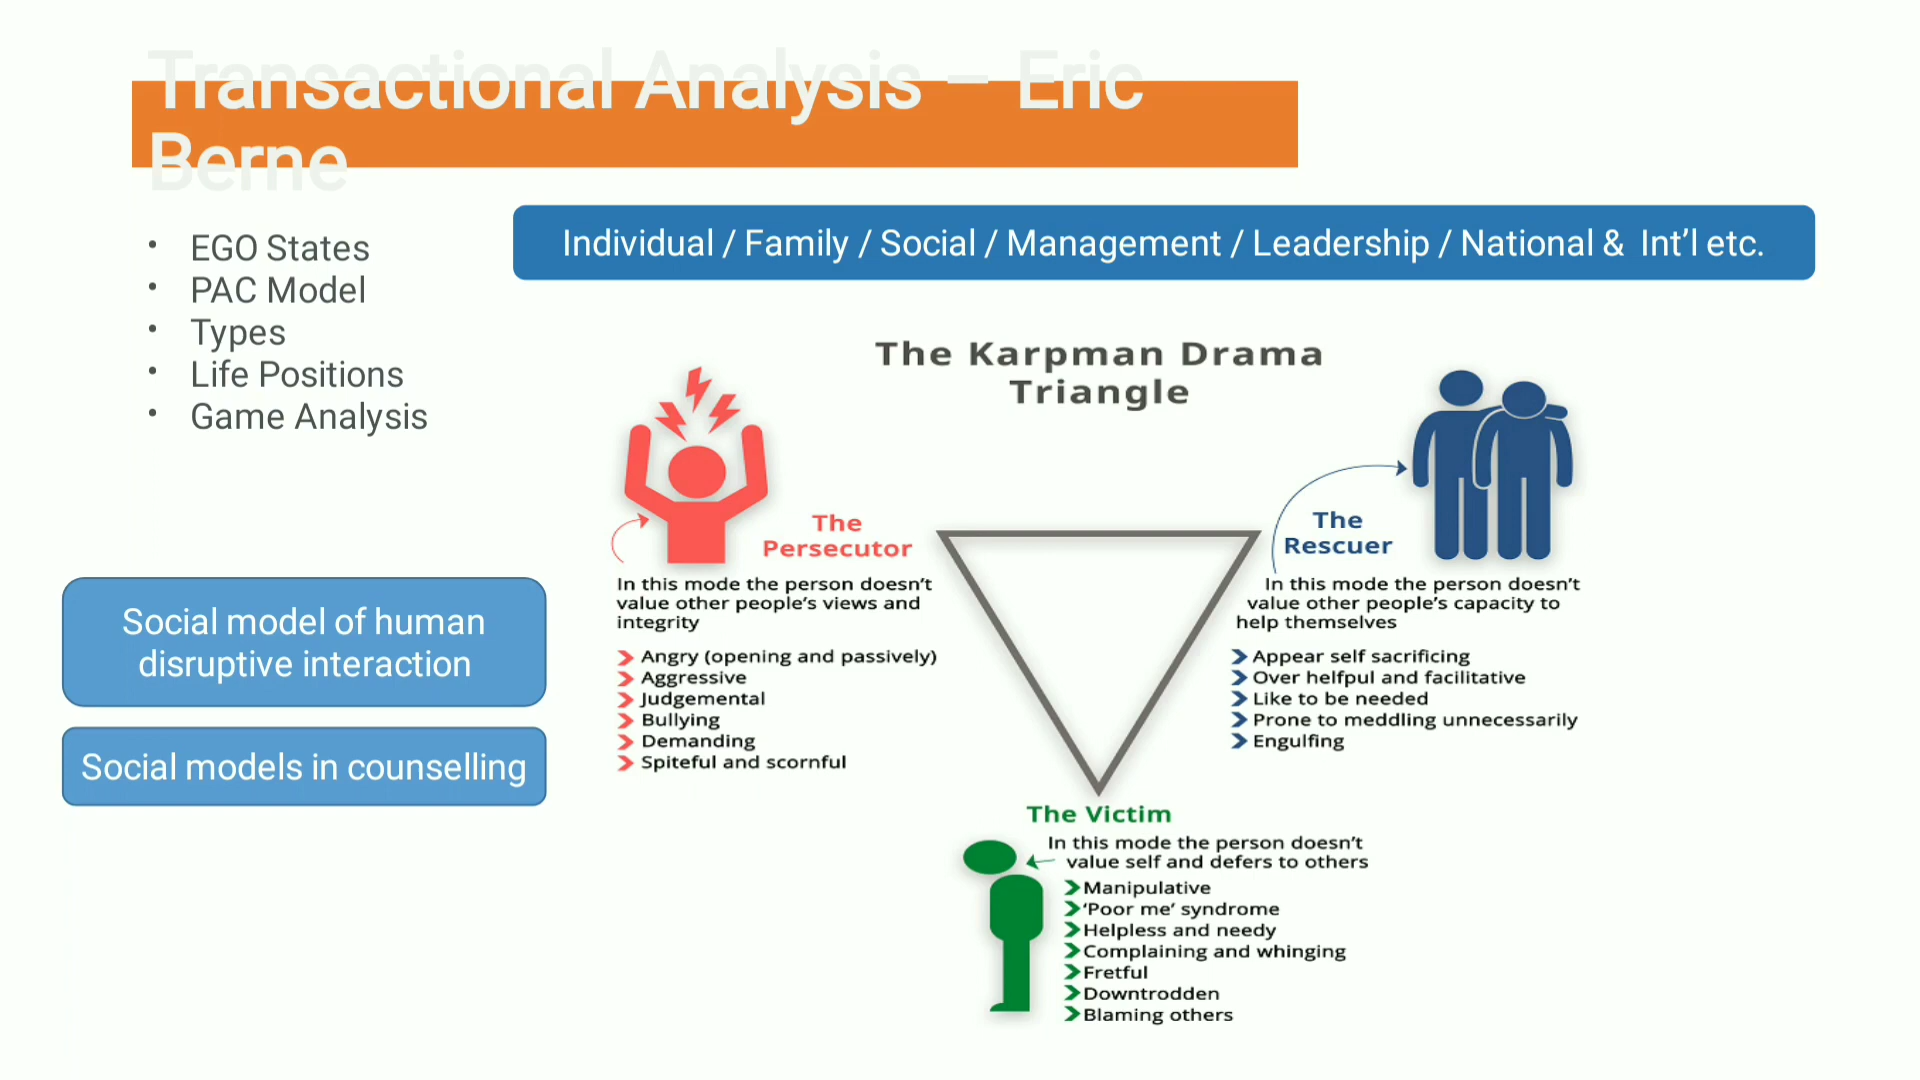 Transactional Analysis – Eric
Berne
• EGO States
• PAC Model
• Types
• Life Positions
• Game Analysis
Individual / Family / Social / Management / Leadership / National & Int’l etc.
Social model of human
disruptive interaction
Social models in counselling
The Karpman Drama
Triangle
The
Persecutor
In this mode the person doesn’t
value other people’s views and
integrity
Angry (opening and passively)
Aggressive
Judgemental
Bullying
Demanding
Spiteful and scornful
The
Rescuer
In this mode the person doesn’t
value other people’s capacity to
help themselves
Appear self sacrificing
Over helfpul and facilitative
Like to be needed
Prone to meddling unnecessarily
Engulfing
The Victim
In this mode the person doesn’t
value self and defers to others
Manipulative
‘Poor me’ syndrome
Helpless and needy
Complaining and whinging
Fretful
Downtrodden
Blaming others